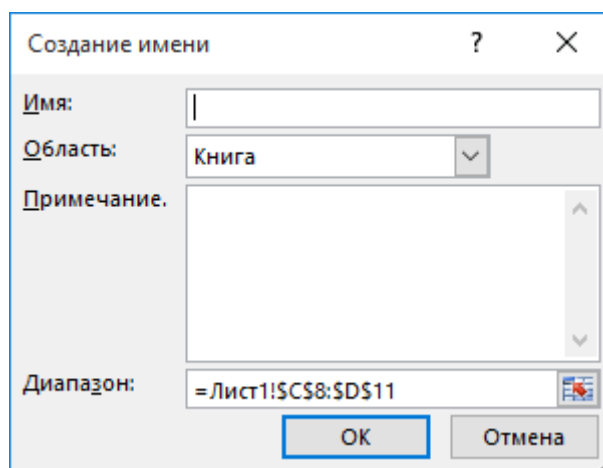 Создание имени ? ×
Имя:
Область: Книга
Примечание.
Диапазон: =Лист1!$C$8:$D$11
ОК Отмена